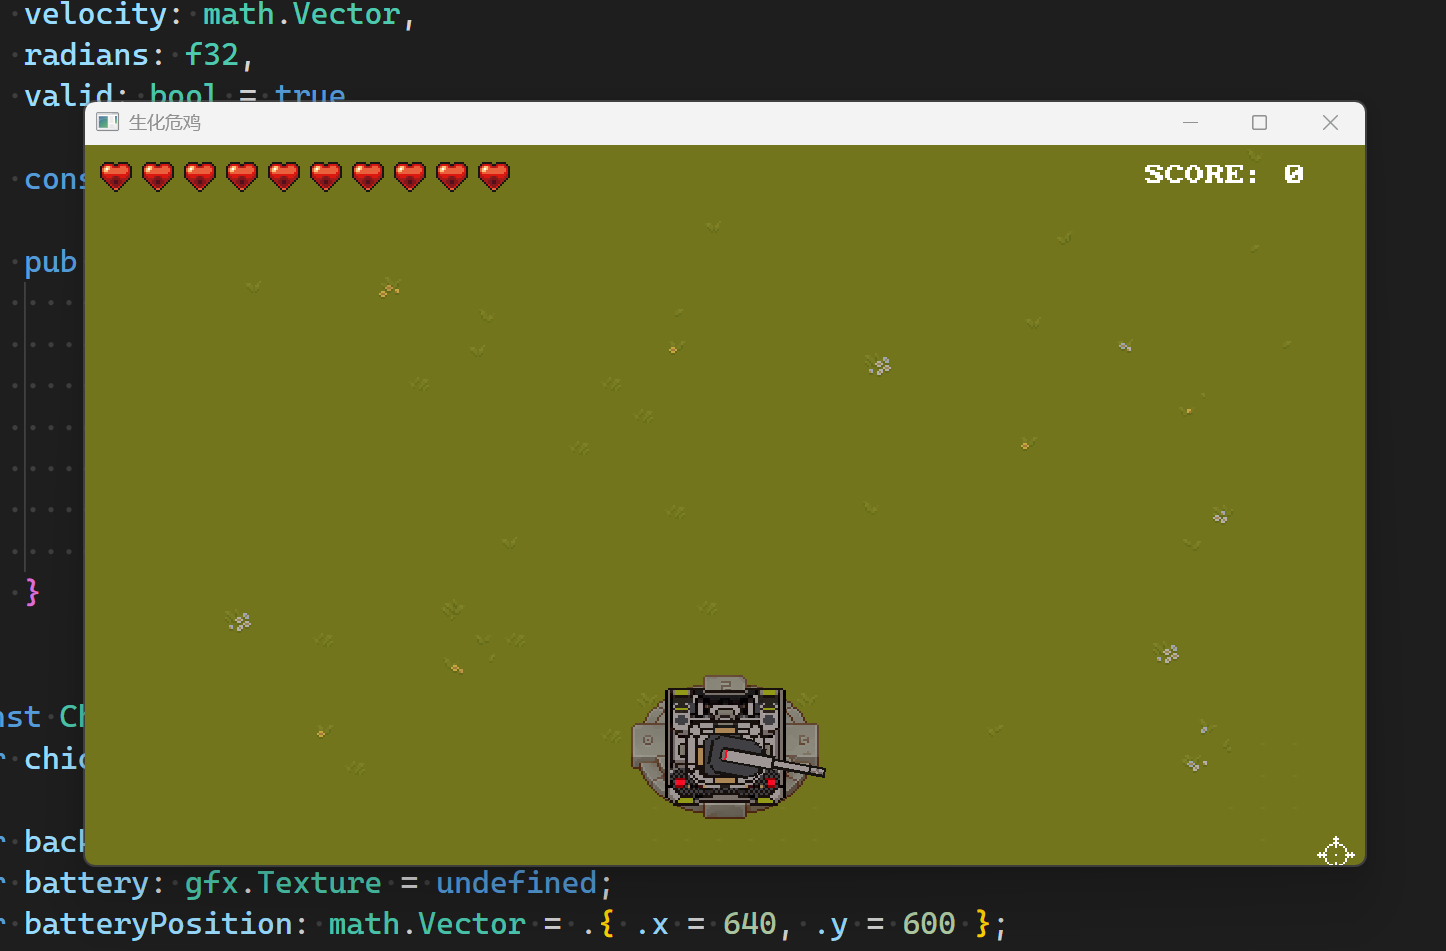 velocity: math.Vector,
radians: f32,
valid: bool = true
生化危鸡
cons
SCORE: 0
pub
}
nst Ch
r chic
r back
r battery: gfx.Texture = undefined;
r batteryPosition: math.Vector = .{ .x = 640, .y = 600 };